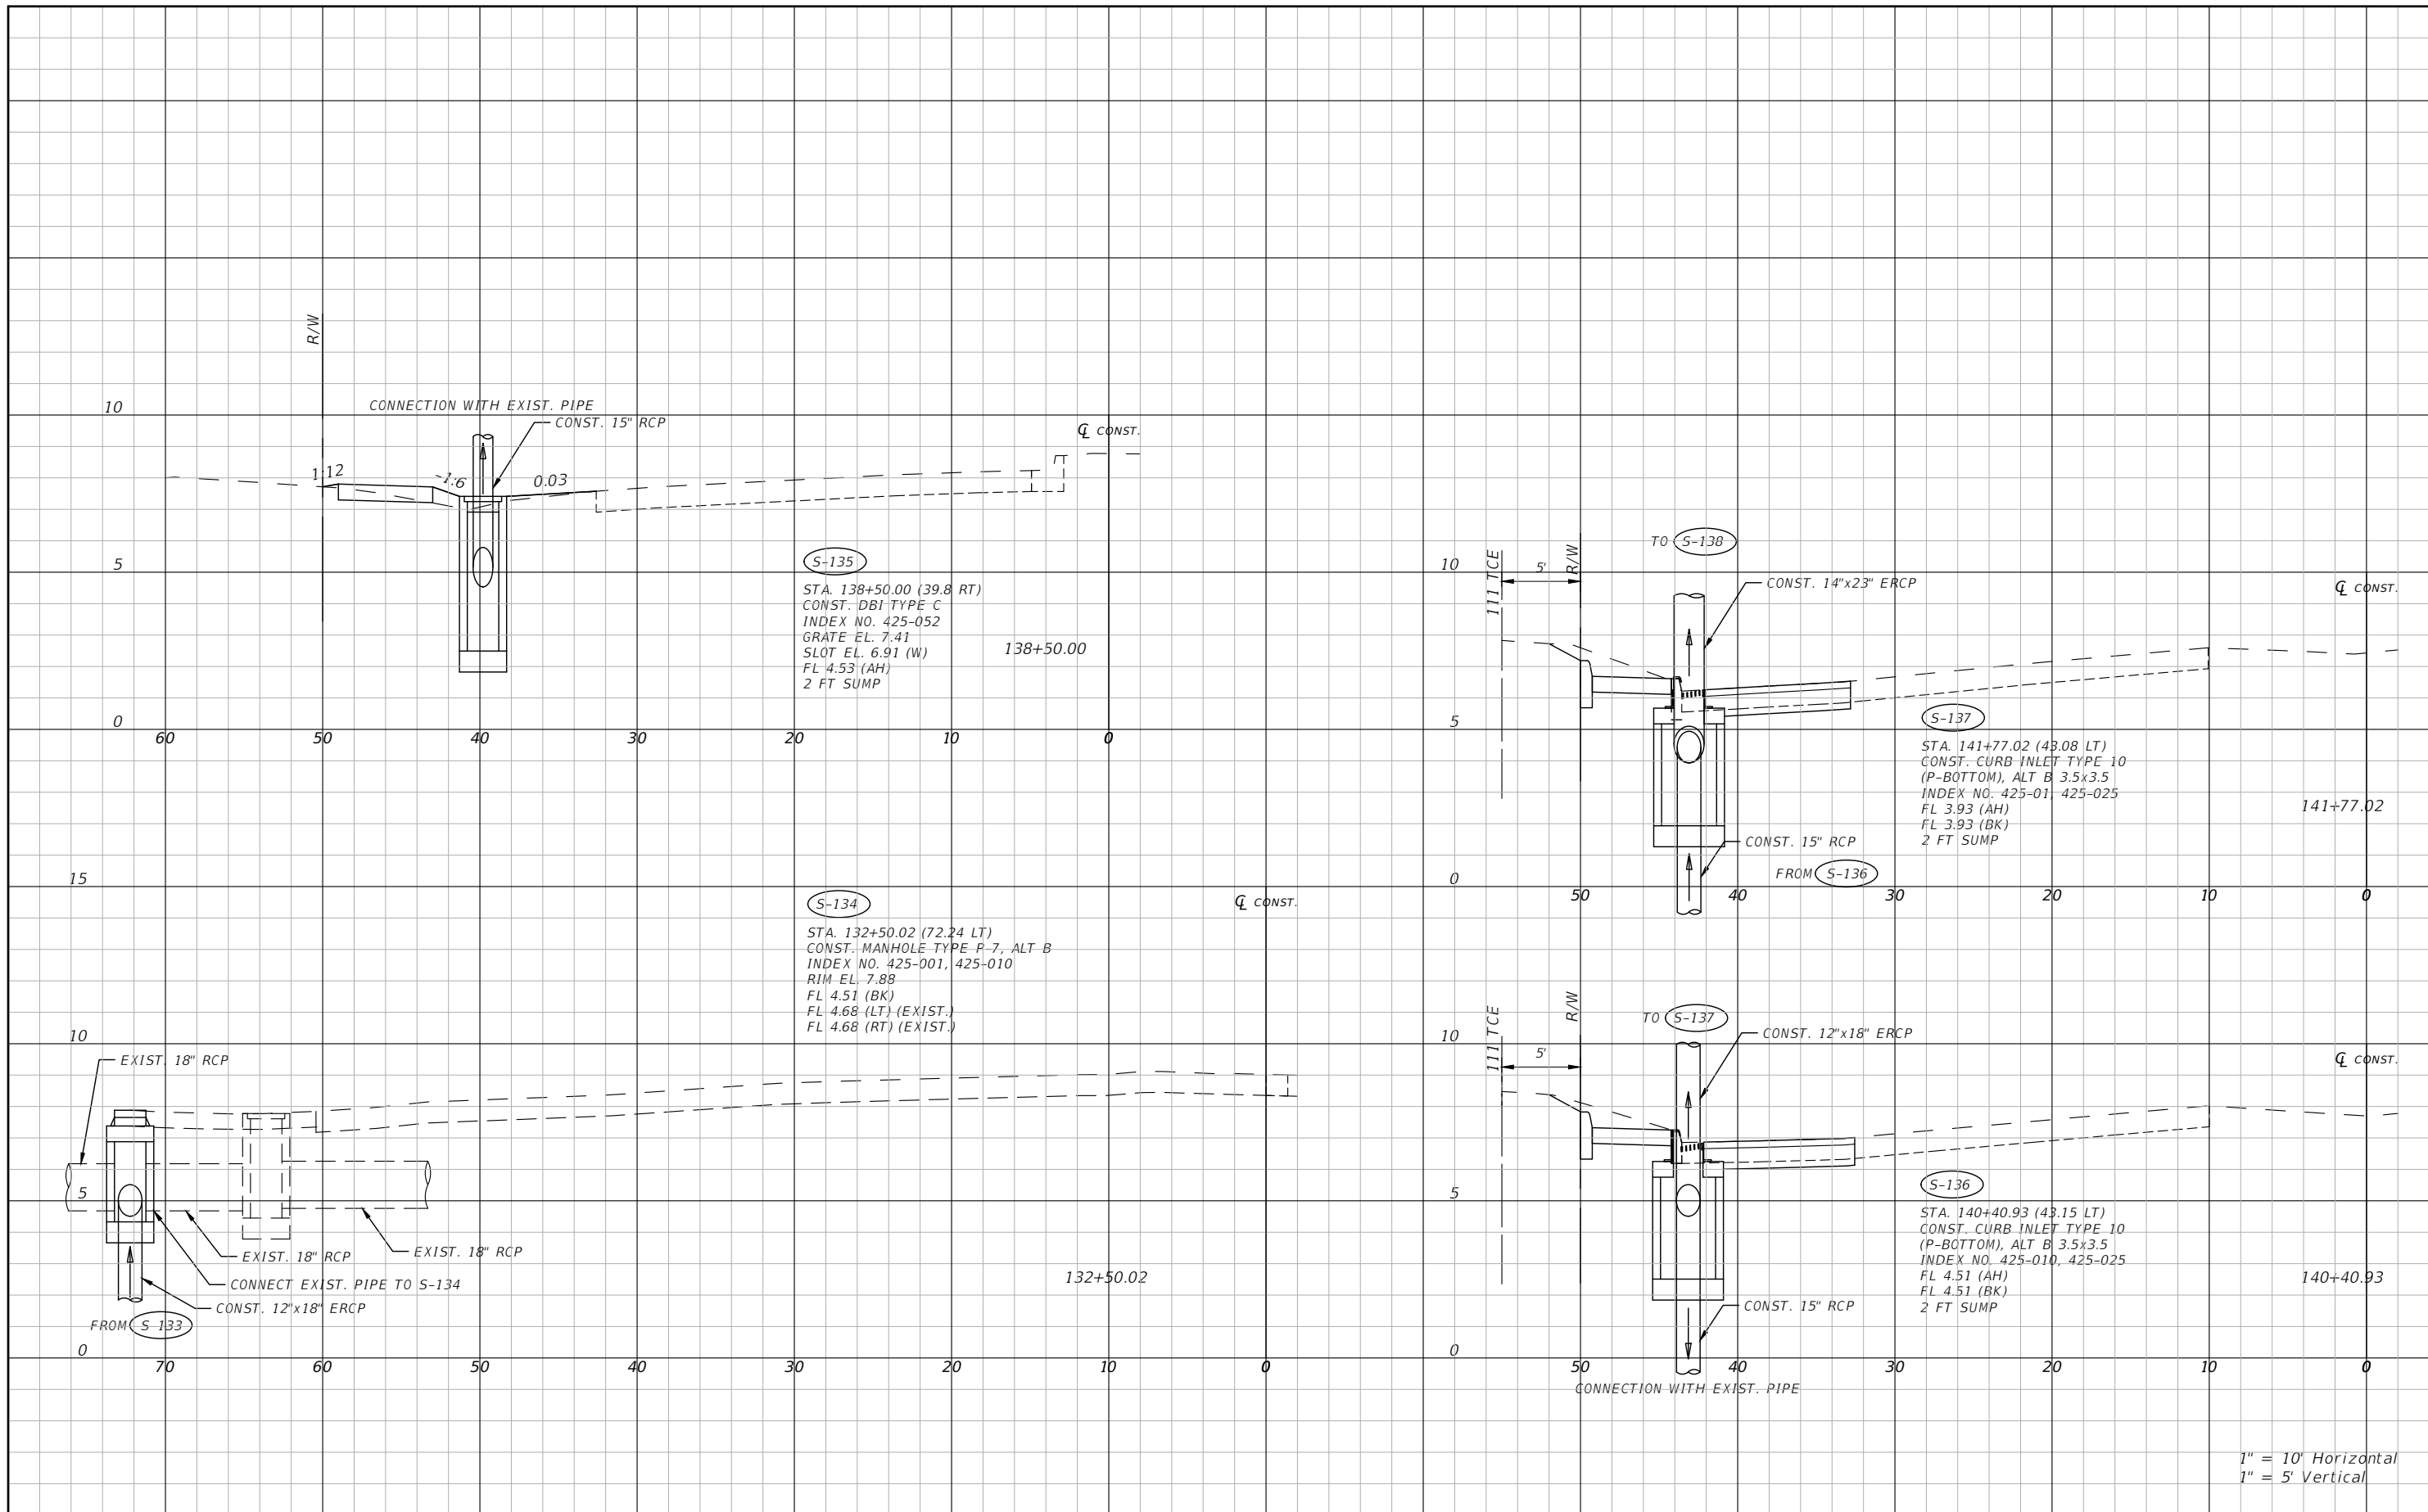 R/W
10
CONNECTION WITH EXIST. PIPE
CONST. 15" RCP
℄ CONST.
1:12
-1:6
0.03
5
S-135
STA. 138+50.00 (39.8 RT)
CONST. DBI TYPE C
INDEX NO. 425-052
GRATE EL. 7.41
SLOT EL. 6.91 (W)
FL 4.53 (AH)
2 FT SUMP
138+50.00
0
60 50 40 30 20 10 0
TO S-138
10
111 TCE
5'
R/W
CONST. 14"x23" ERCP
℄ CONST.
5
S-137
STA. 141+77.02 (43.08 LT)
CONST. CURB INLET TYPE 10
(P-BOTTOM), ALT B 3.5x3.5
INDEX NO. 425-01, 425-025
FL 3.93 (AH)
FL 3.93 (BK)
2 FT SUMP
141+77.02
CONST. 15" RCP
FROM S-136
0
50 40 30 20 10 0
15
S-134
℄ CONST.
STA. 132+50.02 (72.24 LT)
CONST. MANHOLE TYPE P-7, ALT B
INDEX NO. 425-001, 425-010
RIM EL. 7.88
FL 4.51 (BK)
FL 4.68 (LT) (EXIST.)
FL 4.68 (RT) (EXIST.)
10
EXIST. 18" RCP
5
EXIST. 18" RCP
EXIST. 18" RCP
CONNECT EXIST. PIPE TO S-134
CONST. 12"x18" ERCP
FROM S-133
132+50.02
0
70 60 50 40 30 20 10 0
TO S-137
10
111 TCE
5'
R/W
CONST. 12"x18" ERCP
℄ CONST.
5
S-136
STA. 140+40.93 (43.15 LT)
CONST. CURB INLET TYPE 10
(P-BOTTOM), ALT B 3.5x3.5
INDEX NO. 425-010, 425-025
FL 4.51 (AH)
FL 4.51 (BK)
2 FT SUMP
140+40.93
CONST. 15" RCP
0
50 40 30 20 10 0
CONNECTION WITH EXIST. PIPE
1" = 10' Horizontal
1" = 5' Vertical